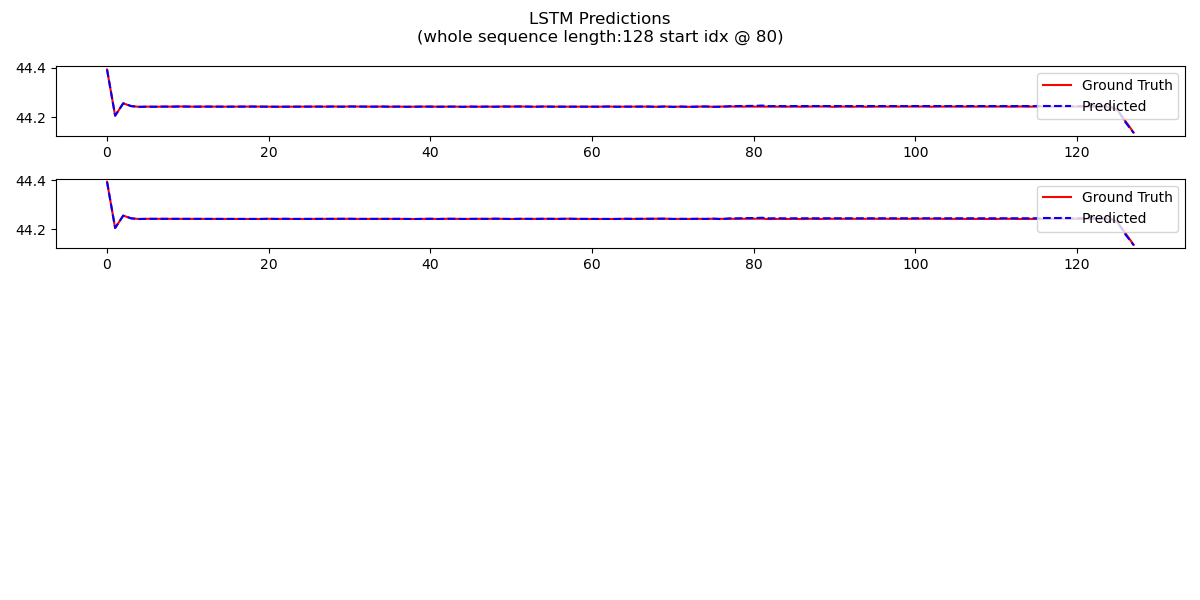 LSTM Predictions
(whole sequence length:128 start idx @ 80)
44.4
44.2
Ground Truth
Predicted
0 20 40 60 80 100 120
44.4
44.2
Ground Truth
Predicted
0 20 40 60 80 100 120